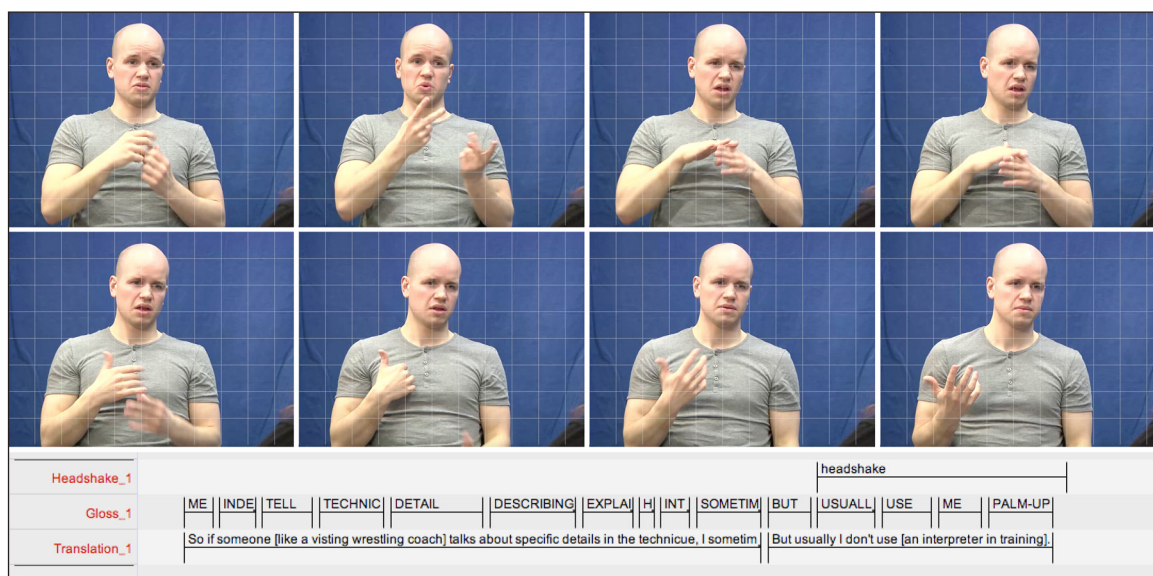 headshake
Headshake_1
ME INDE TELL TECHNIC DETAIL DESCRIBING EXPLAI H INT SOMETIM BUT USUALL USE ME PALM-UP
Gloss_1
So if someone [like a visting wrestling coach] talks about specific details in the technicue, I sometim But usually I don't use [an interpreter in training].
Translation_1